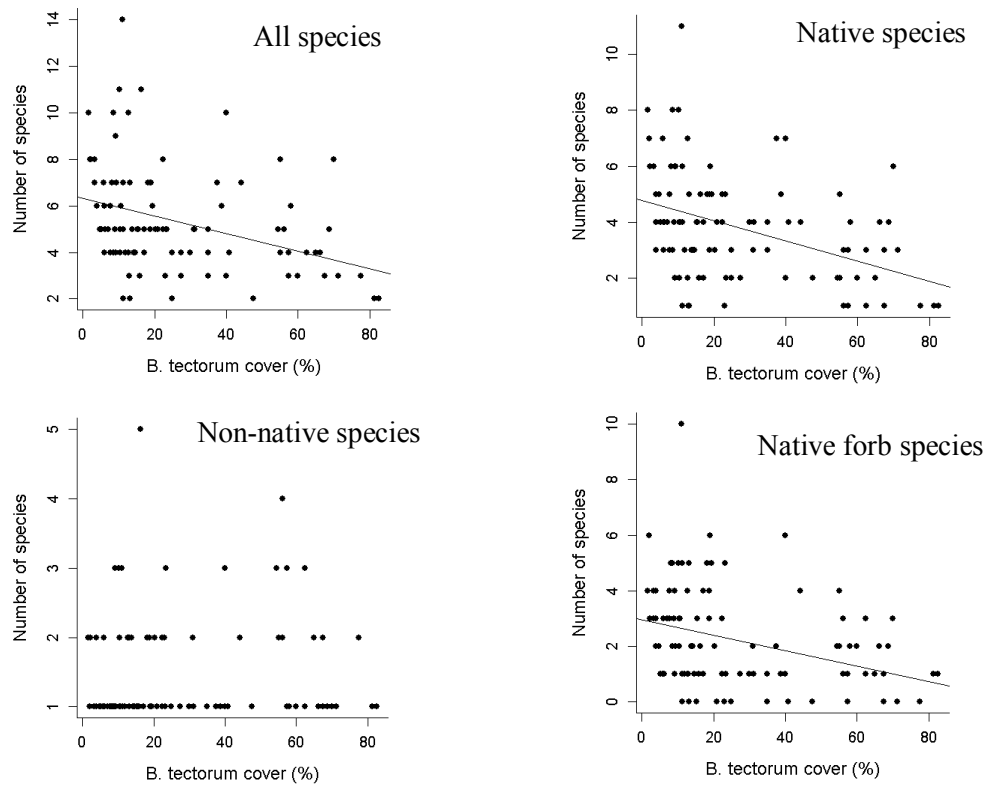 All species
Number of species
14
12
10
8
6
4
2
0 20 40 60 80
B. tectorum cover (%)
Native species
Number of species
10
8
6
4
2
0 20 40 60 80
B. tectorum cover (%)
Non-native species
Number of species
5
4
3
2
1
0 20 40 60 80
B. tectorum cover (%)
Native forb species
Number of species
10
8
6
4
2
0
0 20 40 60 80
B. tectorum cover (%)